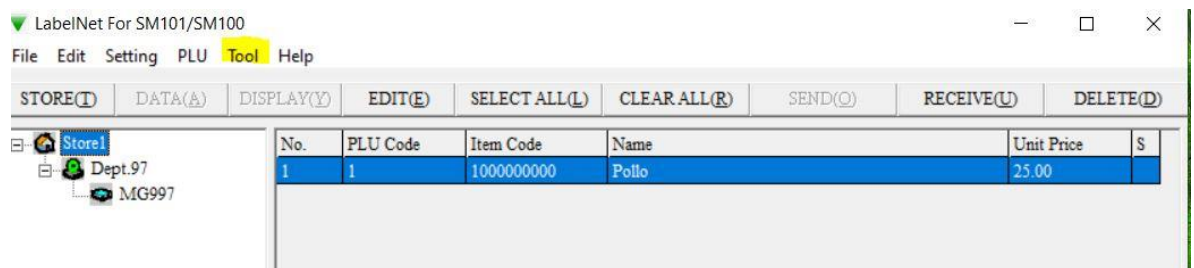 LabelNet For SM101/SM100
File Edit Setting PLU Tool Help
STORE(T) DATA(A) DISPLAY(Y) EDIT(E) SELECT ALL(L) CLEAR ALL(R) SEND(O) RECEIVE(U) DELETE(D)
Store1
Dept.97
MG997
No. PLU Code Item Code Name Unit Price S
1 1 1000000000 Pollo 25.00